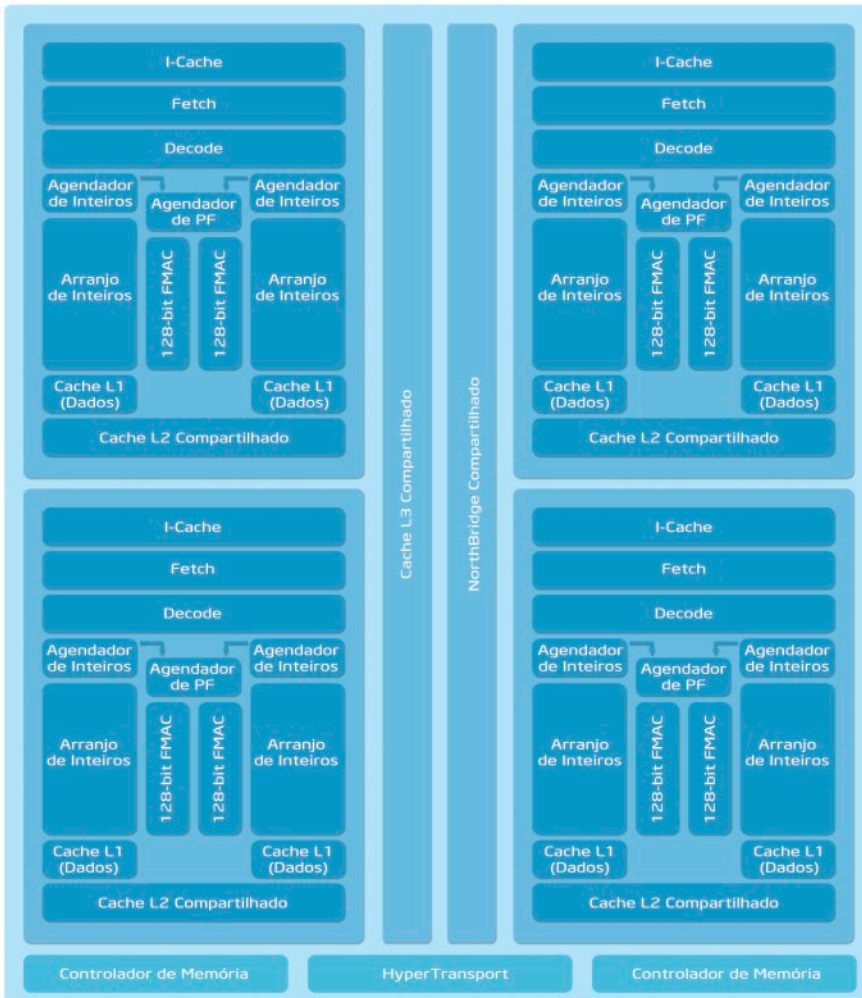 I-Cache
Fetch
Decode
Agendador
de Inteiros
Agendador
de PF
Agendador
de Inteiros
Arranjo
de Inteiros
128-bit FMAC
128-bit FMAC
Arranjo
de Inteiros
Cache L1
(Dados)
Cache L1
(Dados)
Cache L2 Compartilhado
I-Cache
Fetch
Decode
Agendador
de Inteiros
Agendador
de PF
Agendador
de Inteiros
Arranjo
de Inteiros
128-bit FMAC
128-bit FMAC
Arranjo
de Inteiros
Cache L1
(Dados)
Cache L1
(Dados)
Cache L2 Compartilhado
Cache L3 Compartilhado
NorthBridge Compartilhado
I-Cache
Fetch
Decode
Agendador
de Inteiros
Agendador
de PF
Agendador
de Inteiros
Arranjo
de Inteiros
128-bit FMAC
128-bit FMAC
Arranjo
de Inteiros
Cache L1
(Dados)
Cache L1
(Dados)
Cache L2 Compartilhado
I-Cache
Fetch
Decode
Agendador
de Inteiros
Agendador
de PF
Agendador
de Inteiros
Arranjo
de Inteiros
128-bit FMAC
128-bit FMAC
Arranjo
de Inteiros
Cache L1
(Dados)
Cache L1
(Dados)
Cache L2 Compartilhado
Controlador de Memória
HyperTransport
Controlador de Memória